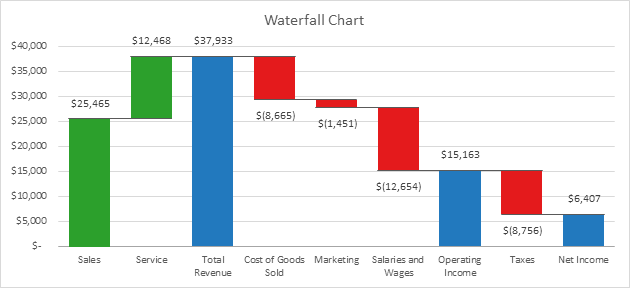 Waterfall Chart
$40,000
$35,000
$30,000
$25,000
$20,000
$15,000
$10,000
$5,000
$-
$25,465
$12,468
$37,933
$(8,665)
$(1,451)
$(12,654)
$15,163
$(8,756)
$6,407
Sales
Service
Total
Revenue
Cost of Goods
Sold
Marketing
Salaries and
Wages
Operating
Income
Taxes
Net Income